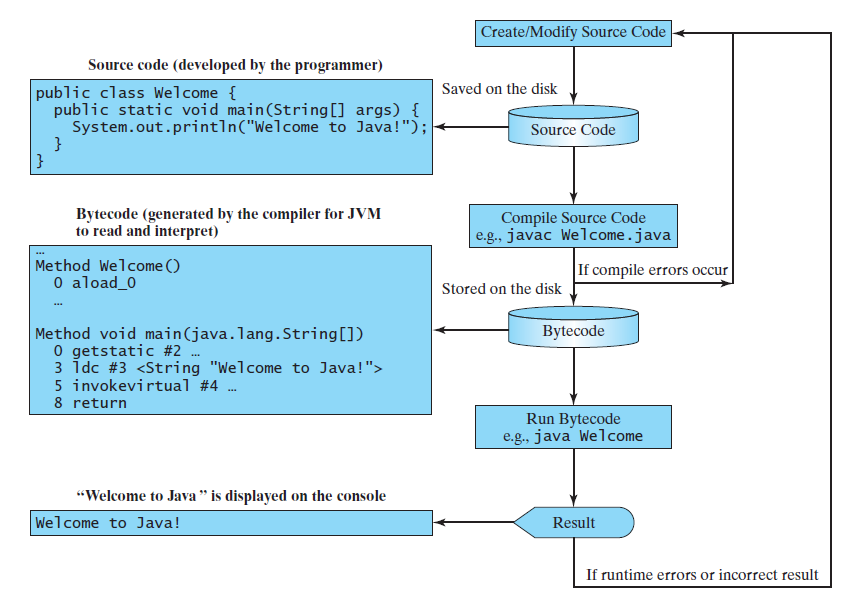 Create/Modify Source Code
Source code (developed by the programmer)
public class Welcome {
  public static void main(String[] args) {
    System.out.println("Welcome to Java!");
  }
}
Saved on the disk
Source Code
Compile Source Code
e.g., javac Welcome.java
If compile errors occur
Bytecode (generated by the compiler for JVM
to read and interpret)
…
Method Welcome()
  0 aload_0
  …
Method void main(java.lang.String[])
  0 getstatic #2 …
  3 ldc #3 <String "Welcome to Java!">
  5 invokevirtual #4 …
  8 return
Stored on the disk
Bytecode
Run Bytecode
e.g., java Welcome
“Welcome to Java” is displayed on the console
Welcome to Java!
Result
If runtime errors or incorrect result